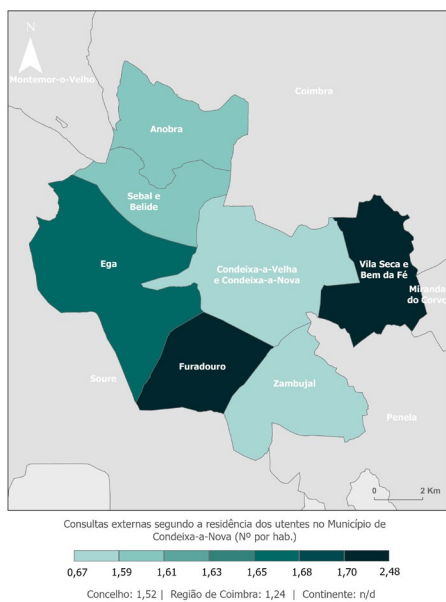 N
Montemor-o-Velho
Coimbra
Anobra
Sebal e
Belide
Ega
Condeixa-a-Velha
e Condeixa-a-Nova
Vila Seca e
Bem da Fé
Miranda
do Corvo
Furadouro
Soure
Zambujal
Penela
0 2 Km
Consultas externas segundo a residência dos utentes no Município de
Condeixa-a-Nova (Nº por hab.)
0,67 1,59 1,61 1,63 1,65 1,68 1,70 2,48
Concelho: 1,52 | Região de Coimbra: 1,24 | Continente: n/d